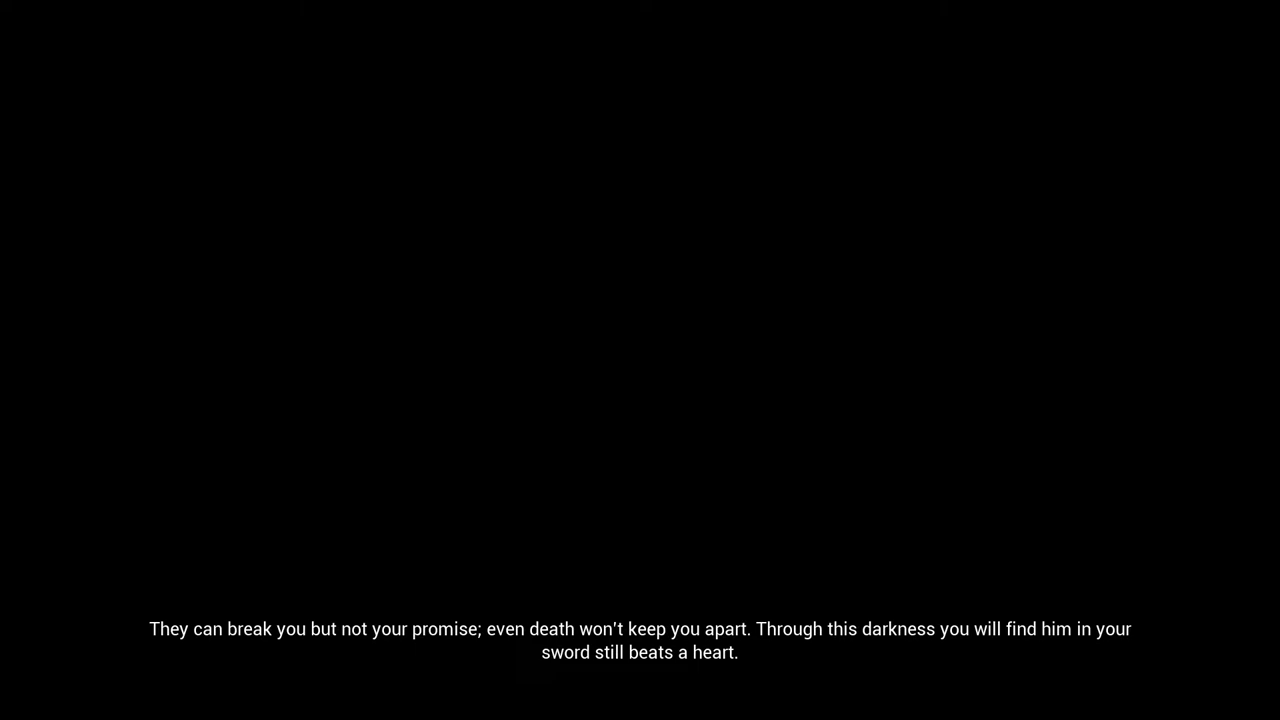 They can break you but not your promise; even death won't keep you apart. Through this darkness you will find him in your
sword still beats a heart.